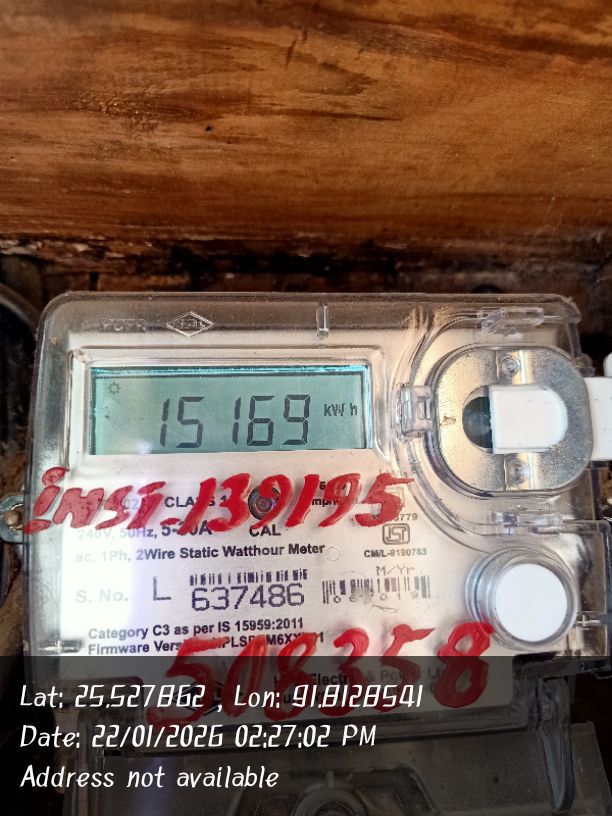 15169 kWh
inst-139195
CLASS 1
240V, 50Hz, 5-30A CAL
ac, 1Ph, 2Wire Static Watthour Meter
CM/L-9190783
M/Yr
S. No. L 637486
Category C3 as per IS 15959:2011
Firmware
508358
Lat: 25.527862 , Lon: 91.8128541
Date: 22/01/2026 02:27:02 PM
Address not available